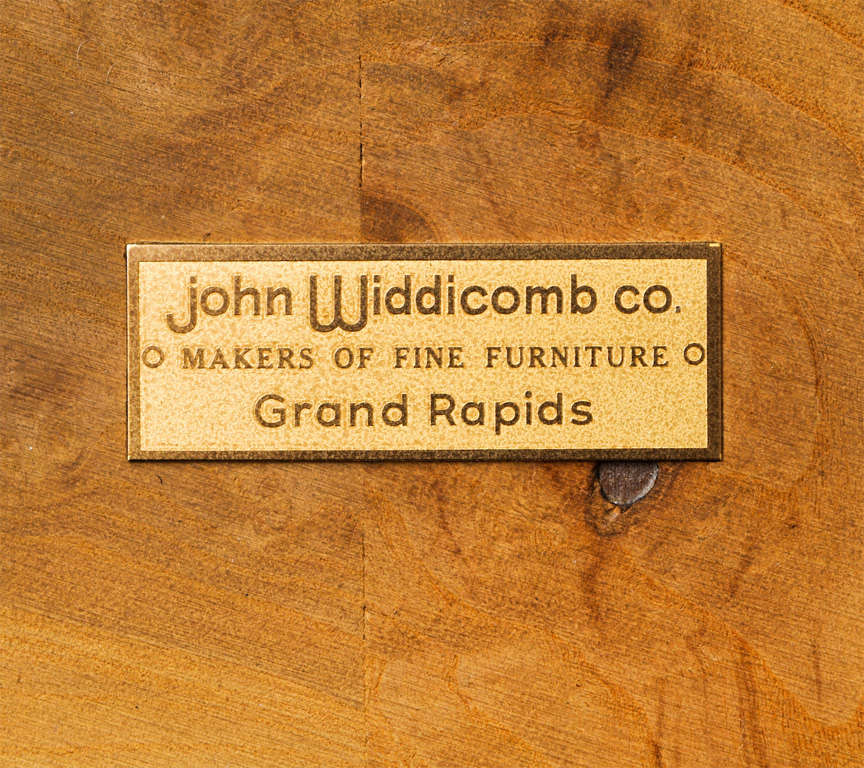 john Widdicomb co.
MAKERS OF FINE FURNITURE
Grand Rapids